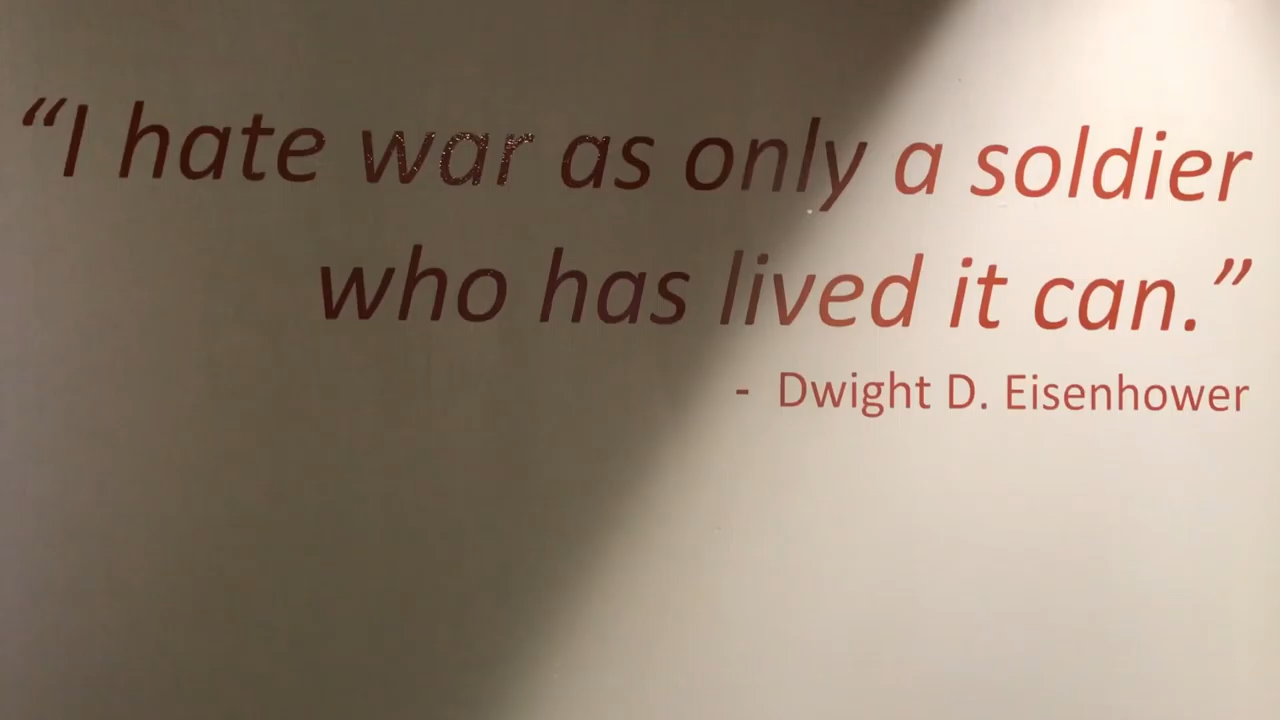 “I hate war as only a soldier
who has lived it can.”
- Dwight D. Eisenhower